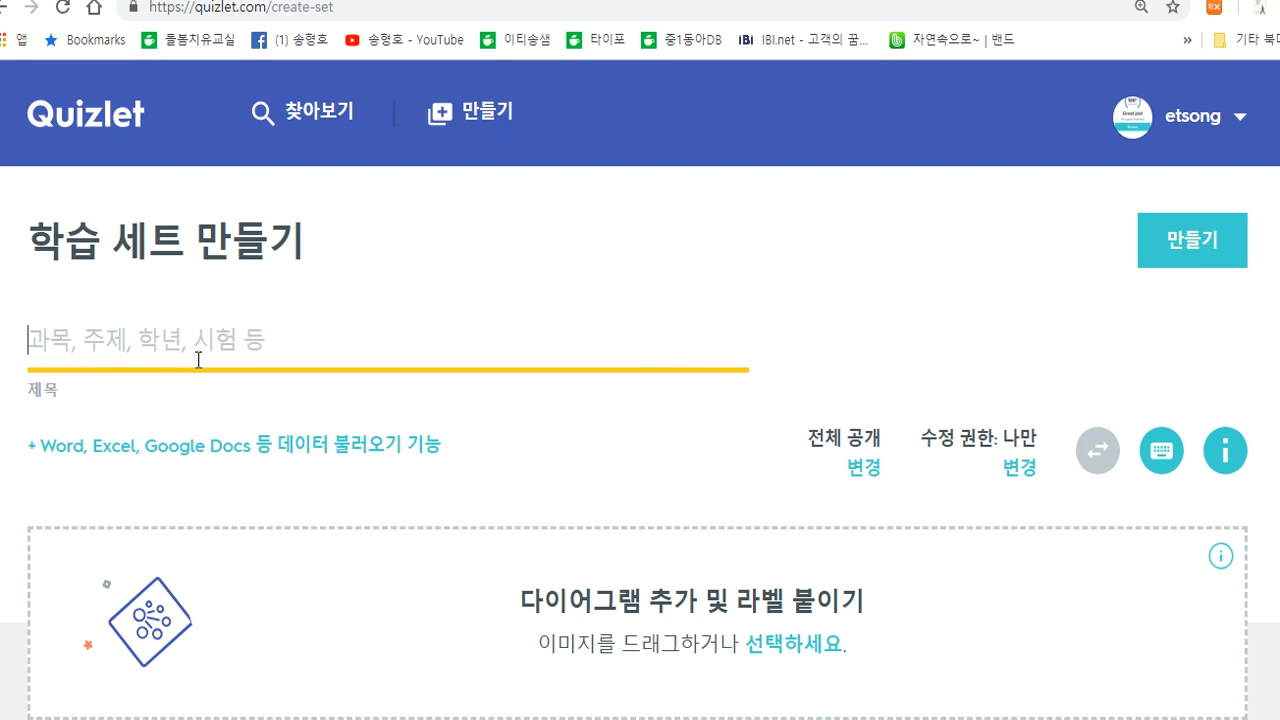 https://quizlet.com/create-set
앱 Bookmarks 돌봄치유교실 (1) 송형호 송형호 - YouTube 이티송샘 타이포 중1동아DB IBI.net - 고객의 꿈... 자연속으로~ | 밴드 » 기타 북마
Quizlet 찾아보기 만들기 etsong
학습 세트 만들기 만들기
과목, 주제, 학년, 시험 등
제목
+ Word, Excel, Google Docs 등 데이터 불러오기 기능
전체 공개 수정 권한: 나만
변경 변경
다이어그램 추가 및 라벨 붙이기
이미지를 드래그하거나 선택하세요.